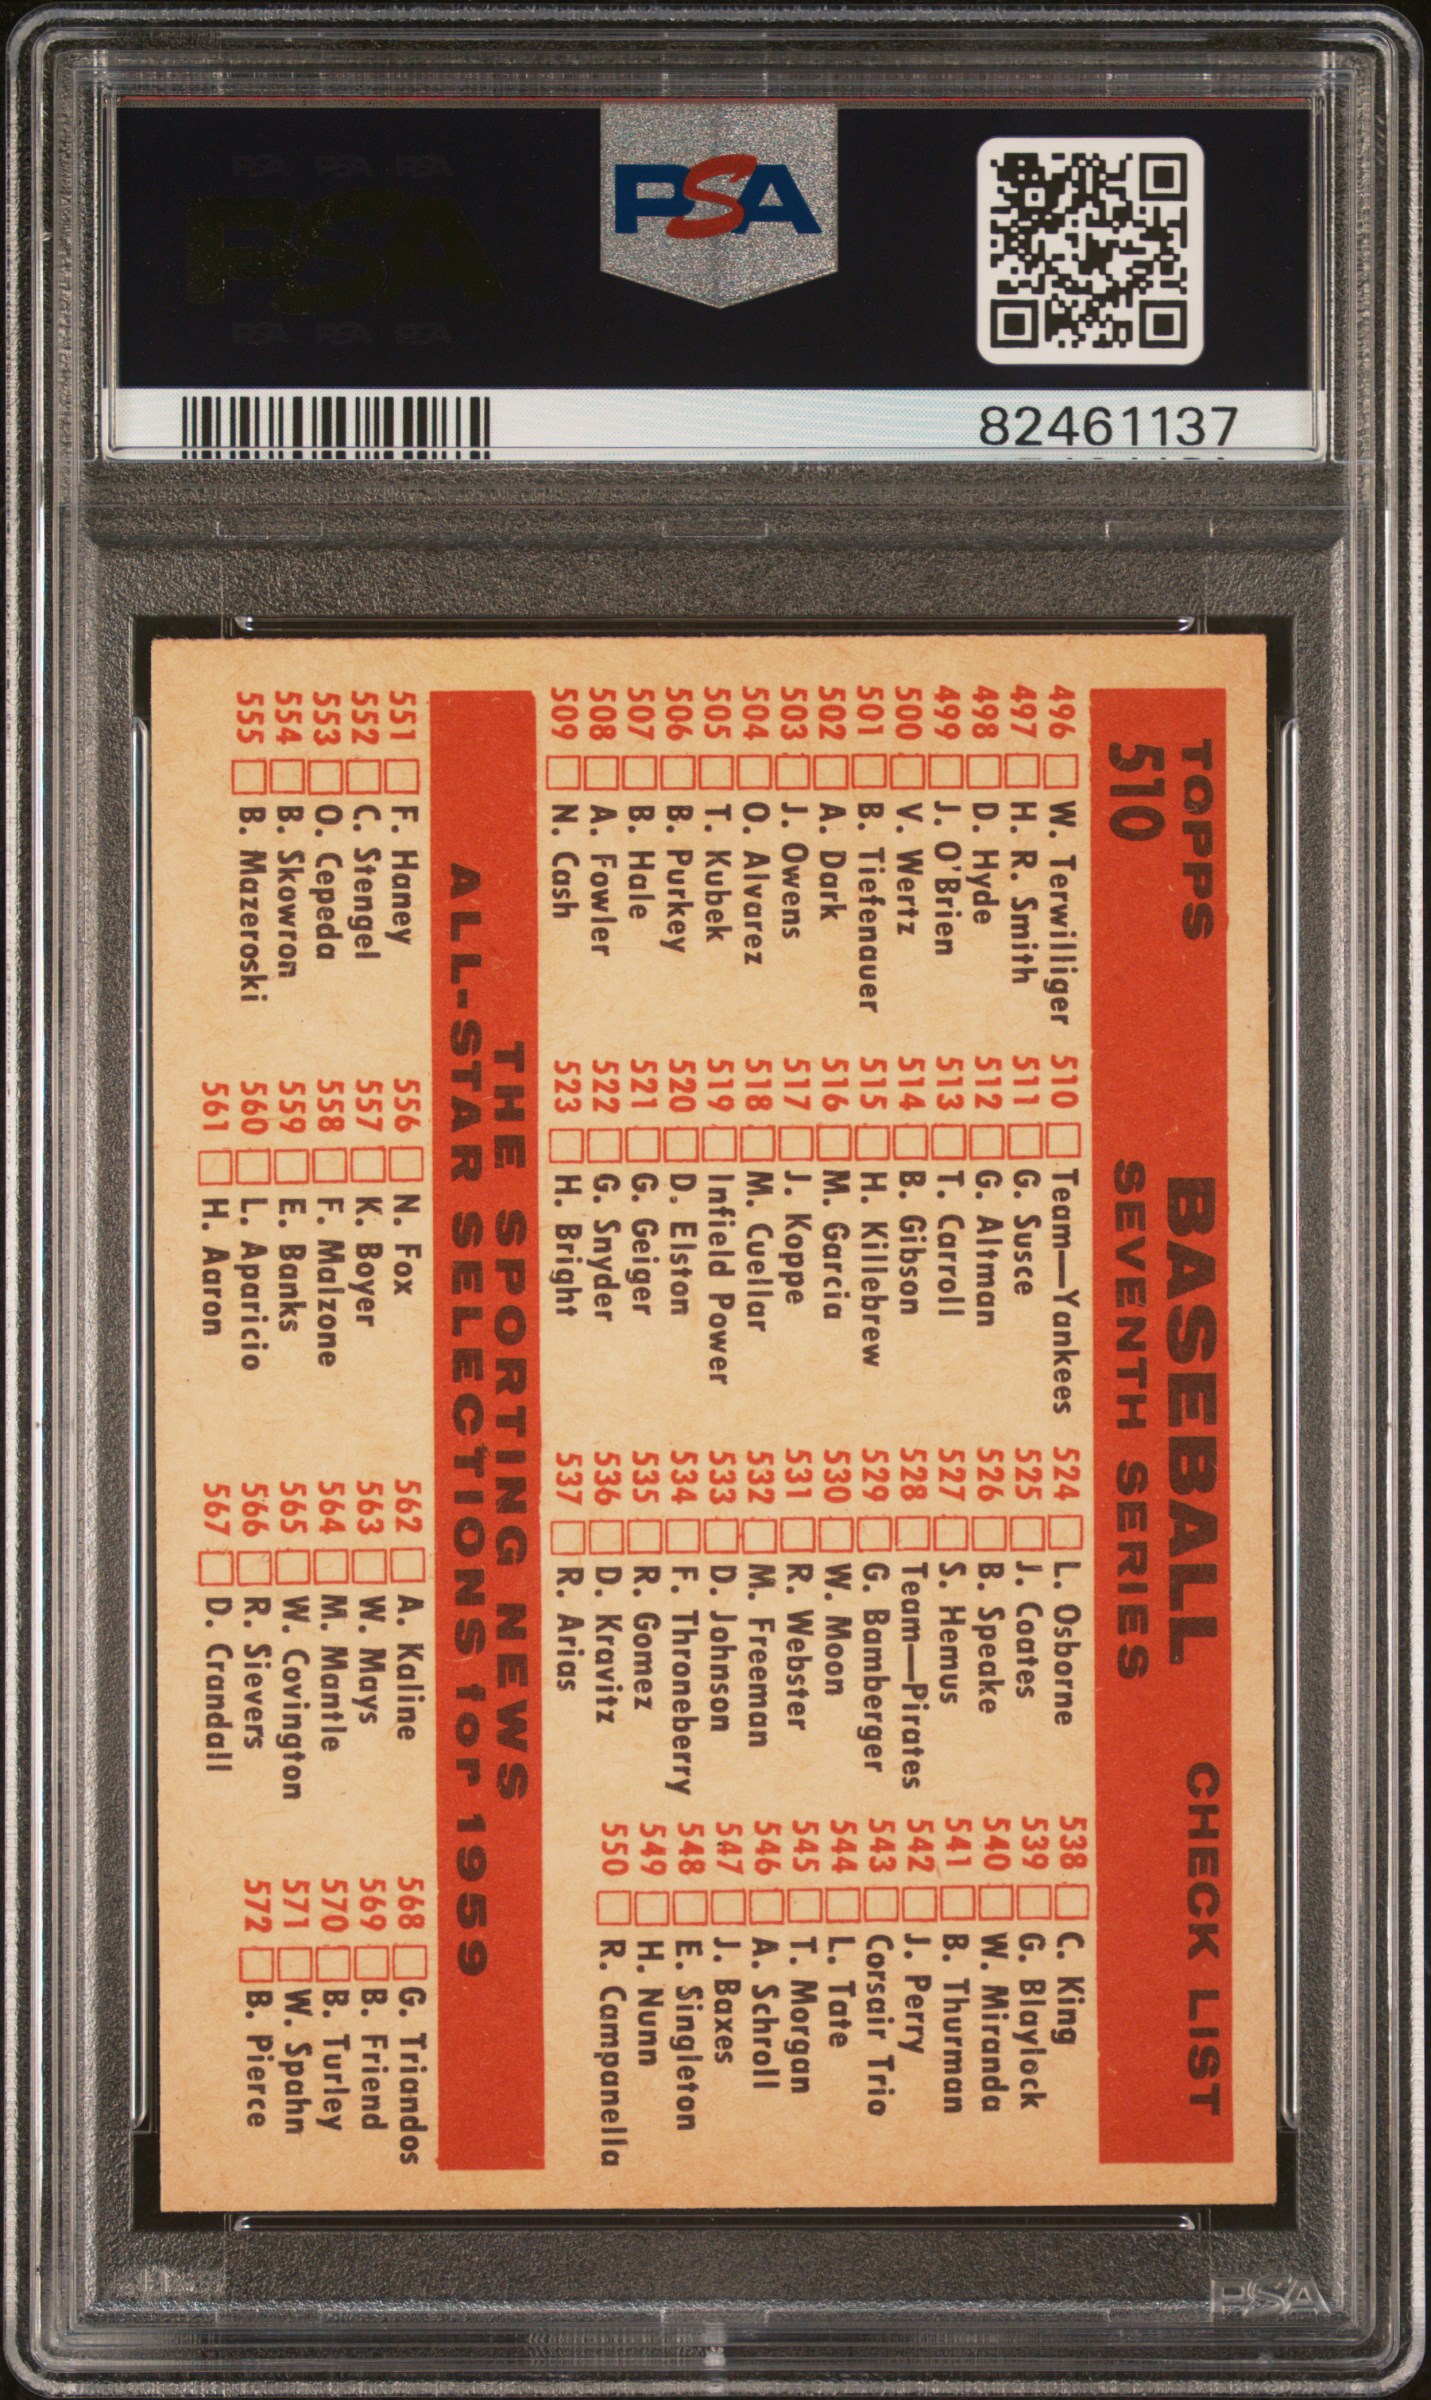 PSA PSA PSA
PSA
PSA PSA PSA
PSA
82461137
TOPPS BASEBALL CHECK LIST
510 SEVENTH SERIES
496 W. Terwilliger 510 Team—Yankees 524 L. Osborne 538 C. King
497 H. R. Smith 511 G. Susce 525 J. Coates 539 G. Blaylock
498 D. Hyde 512 G. Altman 526 B. Speake 540 W. Miranda
499 J. O'Brien 513 T. Carroll 527 S. Hemus 541 B. Thurman
500 V. Wertz 514 B. Gibson 528 Team—Pirates 542 J. Perry
501 B. Tiefenauer 515 H. Killebrew 529 G. Bamberger 543 Corsair Trio
502 A. Dark 516 M. Garcia 530 W. Moon 544 L. Tate
503 J. Owens 517 J. Koppe 531 R. Webster 545 T. Morgan
504 O. Alvarez 518 M. Cuellar 532 M. Freeman 546 A. Schroll
505 T. Kubek 519 Infield Power 533 D. Johnson 547 J. Baxes
506 B. Purkey 520 D. Elston 534 F. Throneberry 548 E. Singleton
507 B. Hale 521 G. Geiger 535 R. Gomez 549 H. Nunn
508 A. Fowler 522 G. Snyder 536 D. Kravitz 550 R. Campanella
509 N. Cash 523 H. Bright 537 R. Arias
THE SPORTING NEWS
ALL-STAR SELECTIONS for 1959
551 F. Haney 556 N. Fox 562 A. Kaline 568 G. Triandos
552 C. Stengel 557 K. Boyer 563 W. Mays 569 B. Friend
553 O. Cepeda 558 F. Malzone 564 M. Mantle 570 B. Turley
554 B. Skowron 559 E. Banks 565 W. Covington 571 W. Spahn
555 B. Mazeroski 560 L. Aparicio 566 R. Sievers 572 B. Pierce
561 H. Aaron 567 D. Crandall
PSA